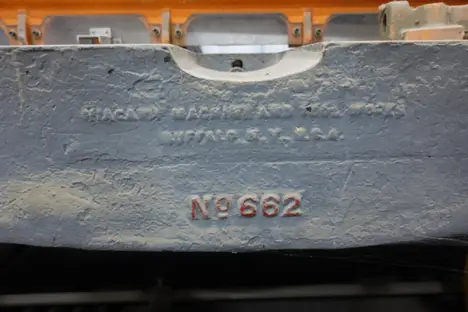 NIAGARA MACHINE AND TOOL WORKS
BUFFALO, N.Y., U.S.A.
Nº 662